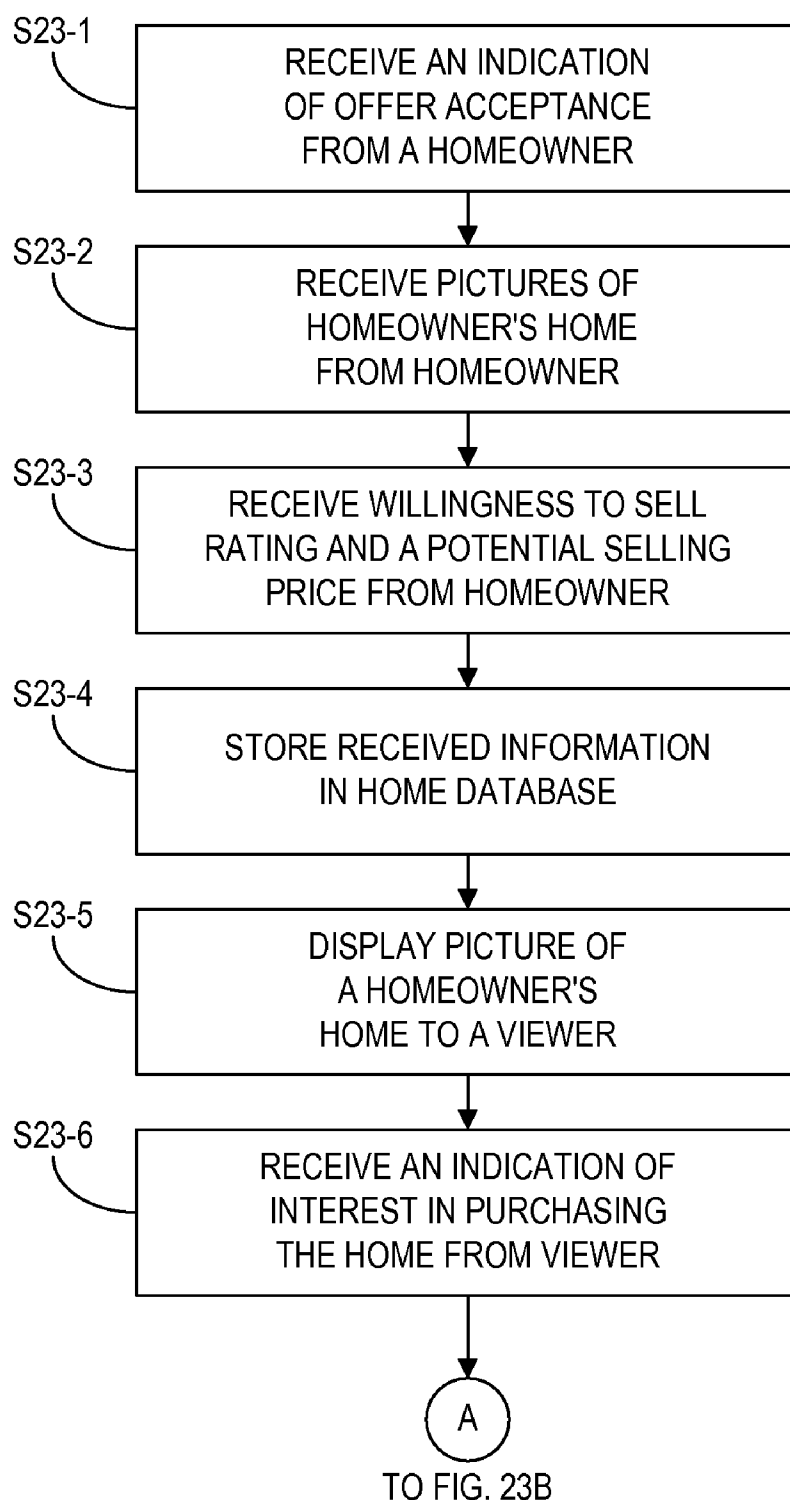 S23-1
RECEIVE AN INDICATION
OF OFFER ACCEPTANCE
FROM A HOMEOWNER
S23-2
RECEIVE PICTURES OF
HOMEOWNER'S HOME
FROM HOMEOWNER
S23-3
RECEIVE WILLINGNESS TO SELL
RATING AND A POTENTIAL SELLING
PRICE FROM HOMEOWNER
S23-4
STORE RECEIVED INFORMATION
IN HOME DATABASE
S23-5
DISPLAY PICTURE OF
A HOMEOWNER'S
HOME TO A VIEWER
S23-6
RECEIVE AN INDICATION OF
INTEREST IN PURCHASING
THE HOME FROM VIEWER
A
TO FIG. 23B